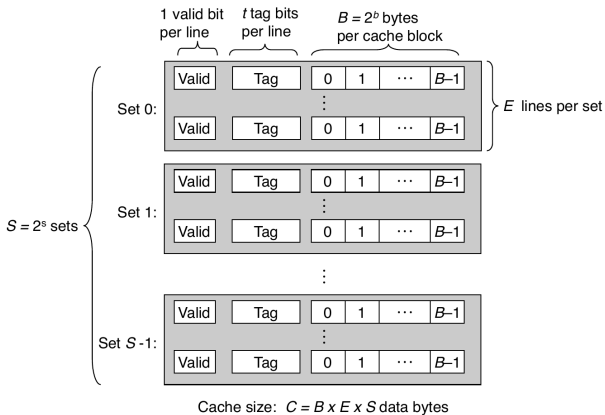 1 valid bit per line
t tag bits per line
B = 2ᵇ bytes per cache block
Valid Tag 0 1 ··· B–1
Set 0:
⋮
E lines per set
Valid Tag 0 1 ··· B–1
Valid Tag 0 1 ··· B–1
Set 1:
⋮
Valid Tag 0 1 ··· B–1
S = 2ˢ sets
⋮
Valid Tag 0 1 ··· B–1
Set S -1:
⋮
Valid Tag 0 1 ··· B–1
Cache size: C = B x E x S data bytes